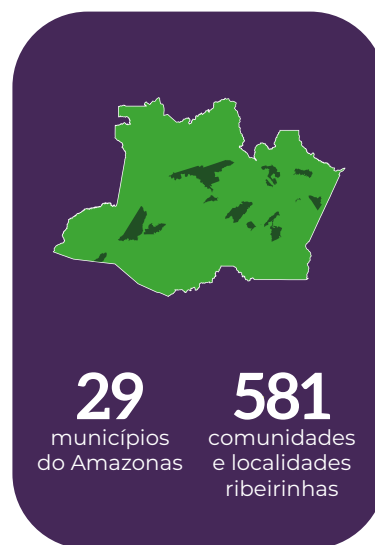 29
municípios
do Amazonas
581
comunidades
e localidades
ribeirinhas